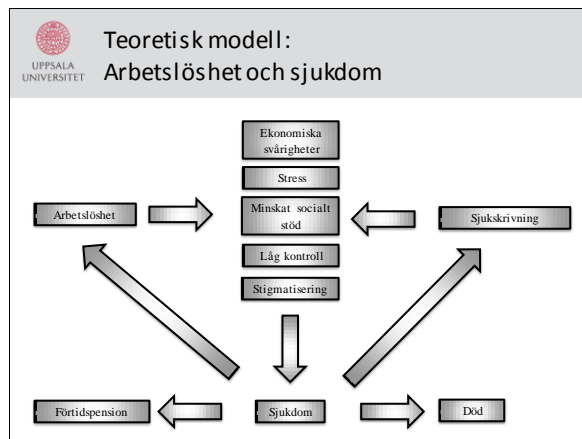 UPPSALA
UNIVERSITET
Teoretisk modell:
Arbetslöshet och sjukdom
Ekonomiska
svårigheter
Stress
Arbetslöshet
Minskat socialt
stöd
Sjukskrivning
Låg kontroll
Stigmatisering
Förtidspension
Sjukdom
Död